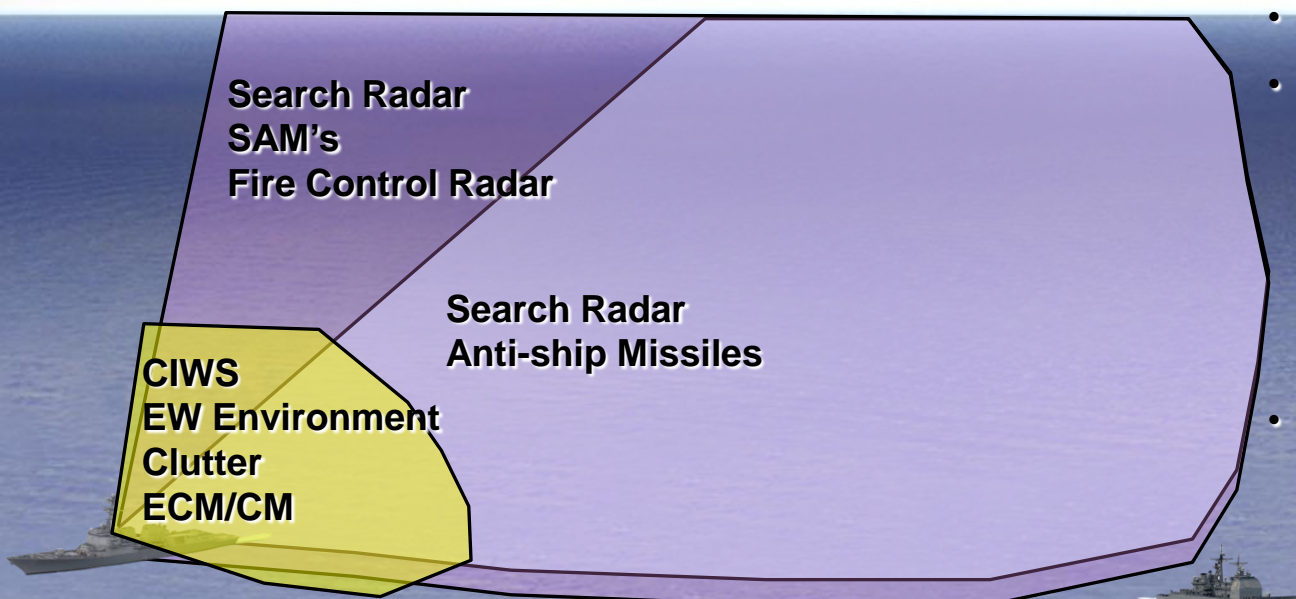 Search Radar
SAM’s
Fire Control Radar
Search Radar
Anti-ship Missiles
CIWS
EW Environment
Clutter
ECM/CM